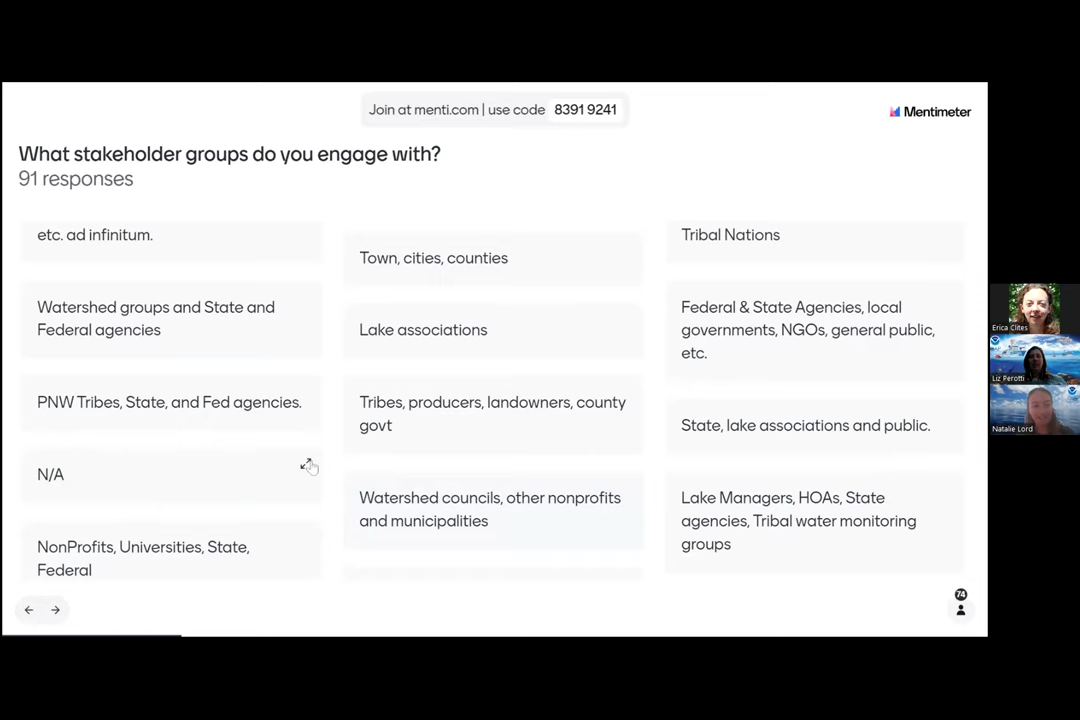 Join at menti.com | use code 8391 9241
Mentimeter
What stakeholder groups do you engage with?
91 responses
etc. ad infinitum.
Watershed groups and State and
Federal agencies
PNW Tribes, State, and Fed agencies.
N/A
NonProfits, Universities, State,
Federal
Town, cities, counties
Lake associations
Tribes, producers, landowners, county
govt
Watershed councils, other nonprofits
and municipalities
Tribal Nations
Federal & State Agencies, local
governments, NGOs, general public,
etc.
State, lake associations and public.
Lake Managers, HOAs, State
agencies, Tribal water monitoring
groups
74
Erica Clites
Liz Perotti
Natalie Lord